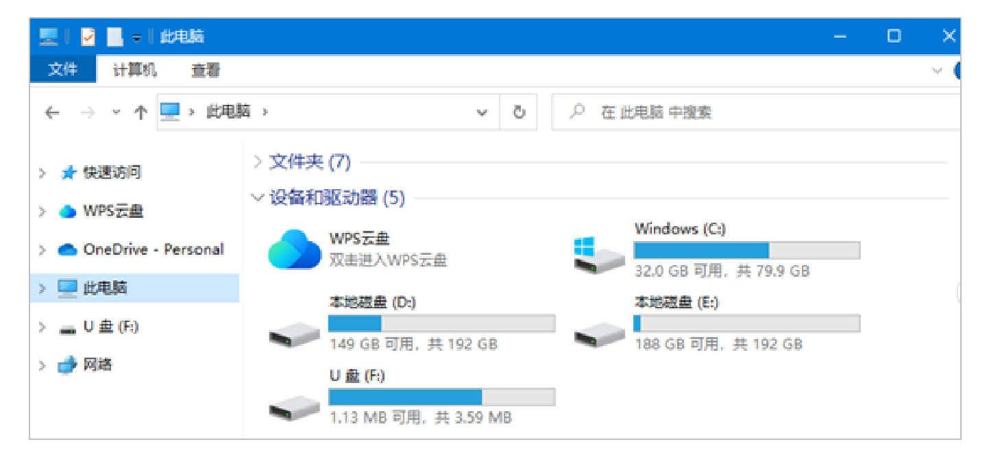 此电脑
文件 计算机 查看
此电脑
在 此电脑 中搜索
快速访问
WPS云盘
OneDrive - Personal
此电脑
U 盘 (F:)
网络
文件夹 (7)
设备和驱动器 (5)
WPS云盘
双击进入WPS云盘
Windows (C:)
32.0 GB 可用，共 79.9 GB
本地磁盘 (D:)
149 GB 可用，共 192 GB
本地磁盘 (E:)
188 GB 可用，共 192 GB
U 盘 (F:)
1.13 MB 可用，共 3.59 MB